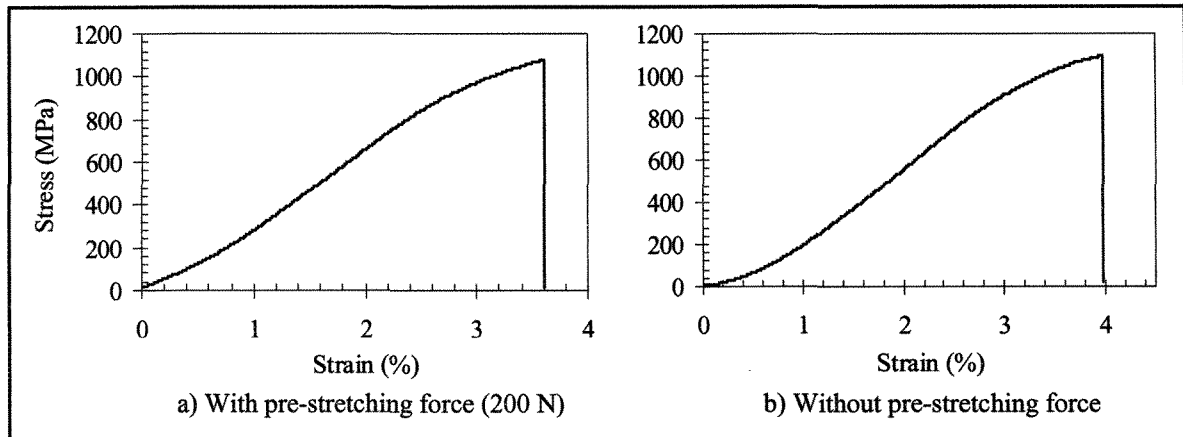 1200
1000
800
600
400
200
0
Stress (MPa)
0 1 2 3 4
Strain (%)
a) With pre-stretching force (200 N)
1200
1000
800
600
400
200
0
0 1 2 3 4
Strain (%)
b) Without pre-stretching force